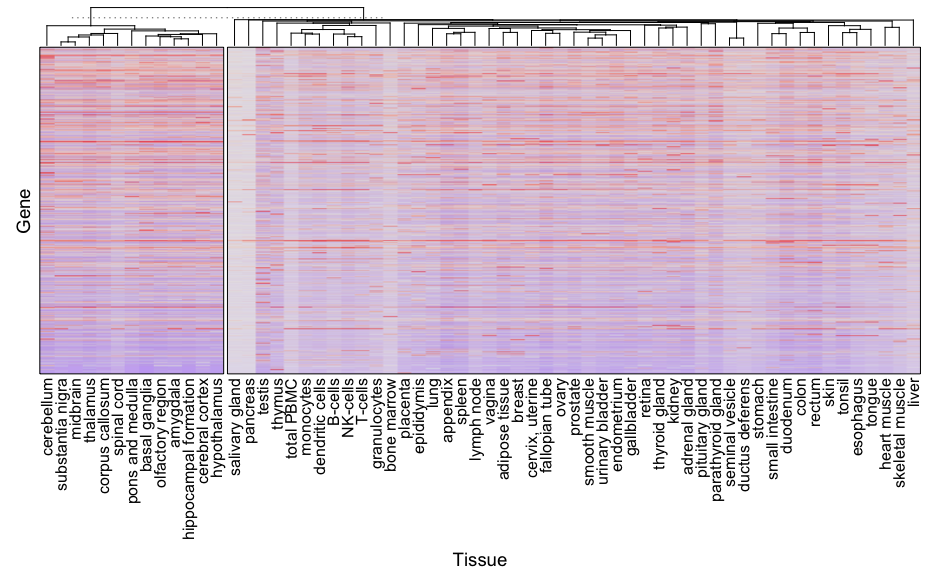 Gene
cerebellum
substantia nigra
midbrain
thalamus
corpus callosum
spinal cord
pons and medulla
basal ganglia
olfactory region
amygdala
hippocampal formation
cerebral cortex
hypothalamus
salivary gland
pancreas
testis
thymus
total PBMC
monocytes
dendritic cells
B-cells
NK-cells
T-cells
granulocytes
bone marrow
placenta
epididymis
lung
appendix
spleen
lymph node
vagina
adipose tissue
breast
cervix, uterine
fallopian tube
ovary
prostate
smooth muscle
urinary bladder
endometrium
gallbladder
retina
thyroid gland
kidney
adrenal gland
pituitary gland
parathyroid gland
seminal vesicle
ductus deferens
stomach
small intestine
duodenum
colon
rectum
skin
tonsil
esophagus
tongue
heart muscle
skeletal muscle
liver
Tissue